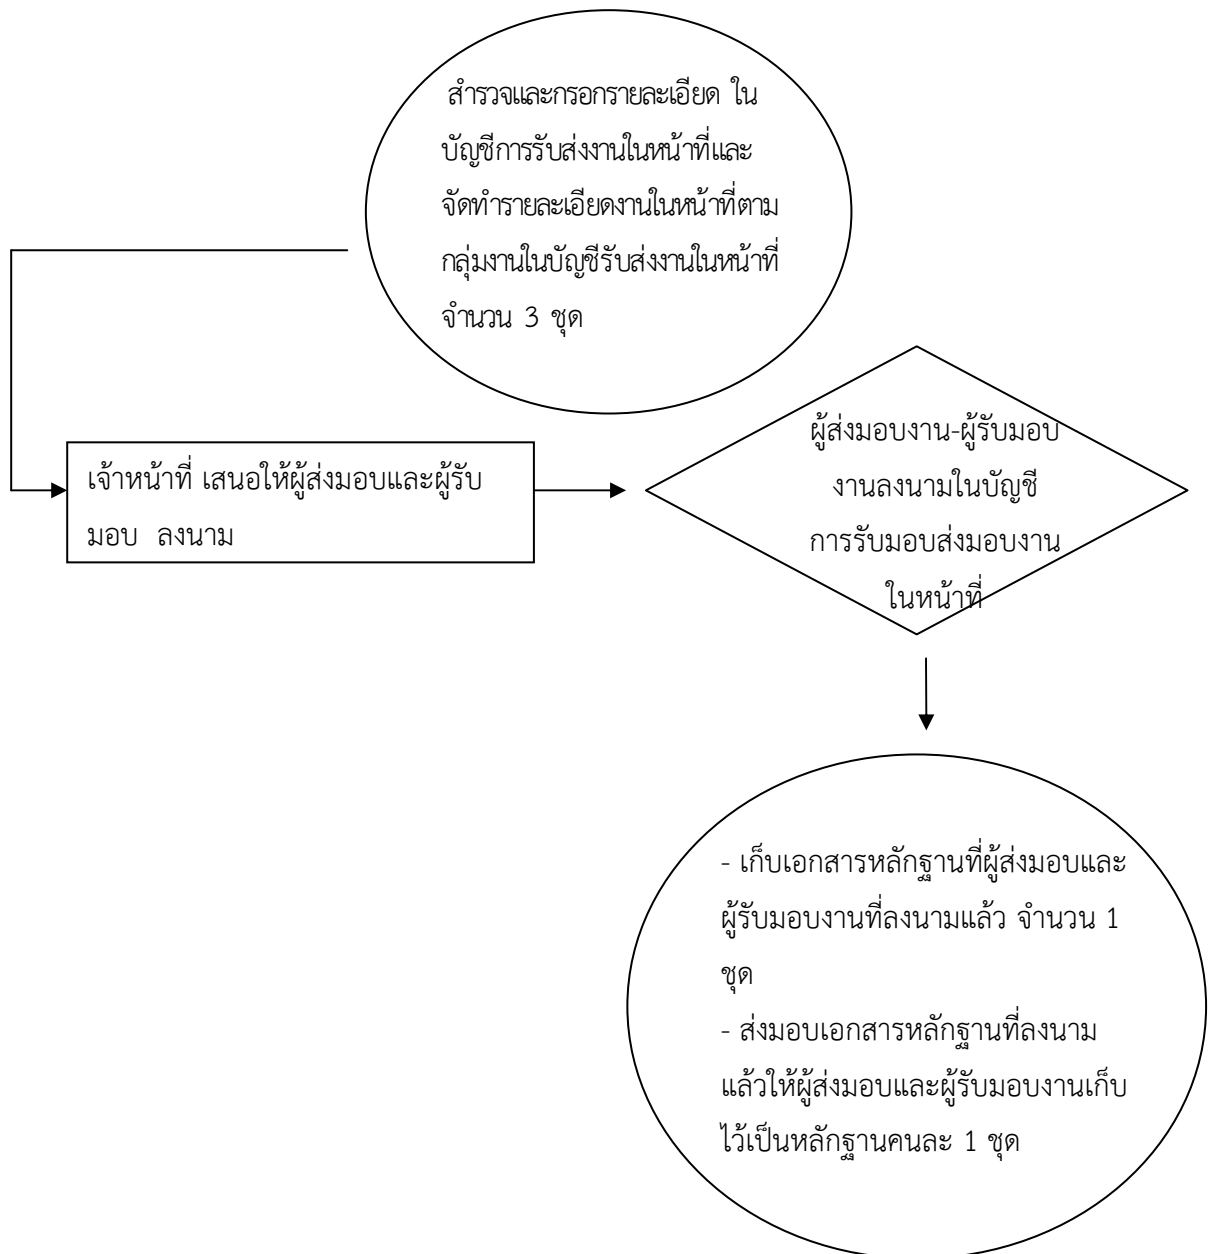 สำรวจและกรอกรายละเอียด ใน
บัญชีการรับส่งงานในหน้าที่และ
จัดทำรายละเอียดงานในหน้าที่ตาม
กลุ่มงานในบัญชีรับส่งงานในหน้าที่
จำนวน 3 ชุด
เจ้าหน้าที่ เสนอให้ผู้ส่งมอบและผู้รับ
มอบ ลงนาม
ผู้ส่งมอบงาน-ผู้รับมอบ
งานลงนามในบัญชี
การรับมอบส่งมอบงาน
ในหน้าที่
- เก็บเอกสารหลักฐานที่ผู้ส่งมอบและ
ผู้รับมอบงานที่ลงนามแล้ว จำนวน 1
ชุด
- ส่งมอบเอกสารหลักฐานที่ลงนาม
แล้วให้ผู้ส่งมอบและผู้รับมอบงานเก็บ
ไว้เป็นหลักฐานคนละ 1 ชุด